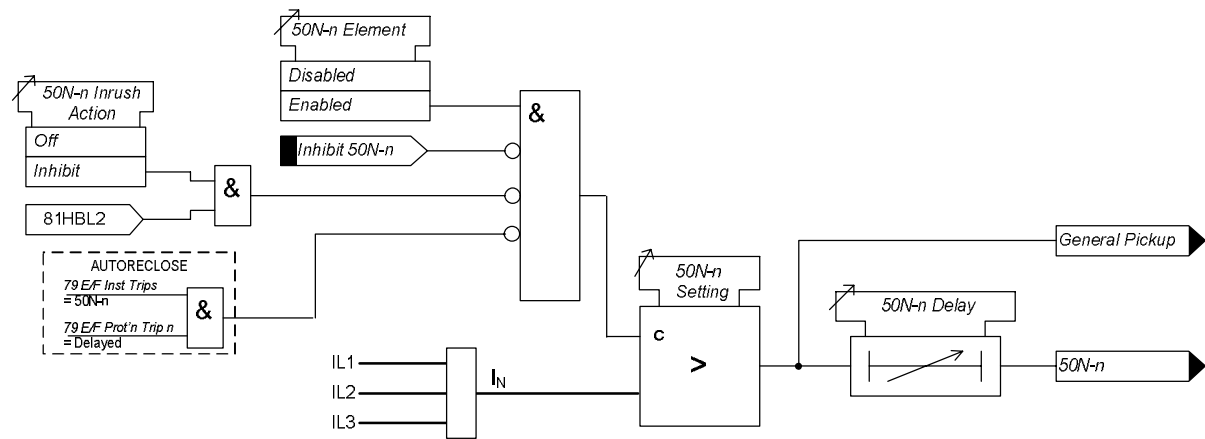 50N-n Element
Disabled
Enabled
50N-n Inrush
Action
Off
Inhibit
&
Inhibit 50N-n
&
81HBL2
AUTORECLOSE
79 E/F Inst Trips
= 50N-n
&
79 E/F Prot'n Trip n
= Delayed
General Pickup
50N-n
Setting
50N-n Delay
c
>
IL1
IL2
IL3
IN
50N-n